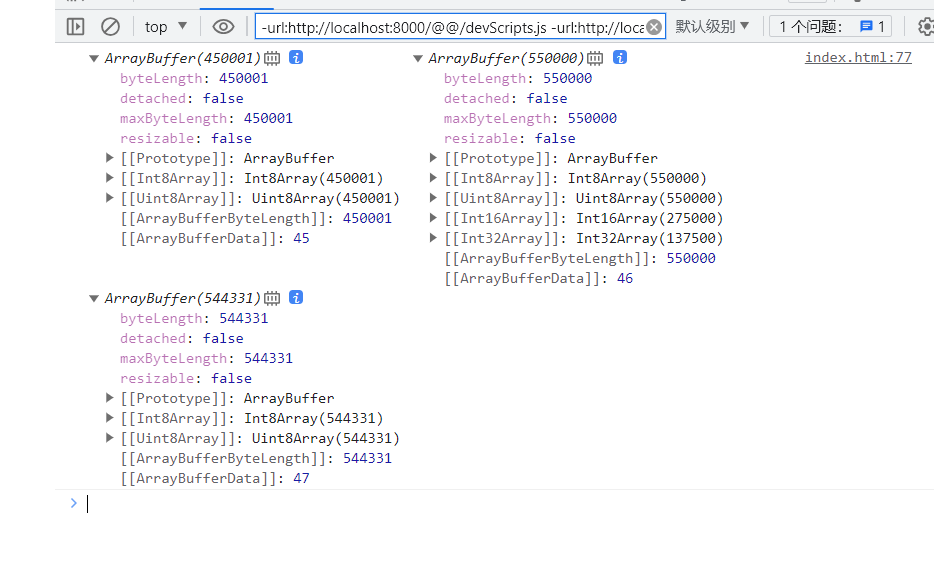 top ▼ -url:http://localhost:8000/@@/devScripts.js -url:http://loca 默认级别 ▼ 1 个问题： 1
▼ ArrayBuffer(450001) i ▼ ArrayBuffer(550000) i index.html:77
byteLength: 450001 byteLength: 550000
detached: false detached: false
maxByteLength: 450001 maxByteLength: 550000
resizable: false resizable: false
▶ [[Prototype]]: ArrayBuffer ▶ [[Prototype]]: ArrayBuffer
▶ [[Int8Array]]: Int8Array(450001) ▶ [[Int8Array]]: Int8Array(550000)
▶ [[Uint8Array]]: Uint8Array(450001) ▶ [[Uint8Array]]: Uint8Array(550000)
[[ArrayBufferByteLength]]: 450001 ▶ [[Int16Array]]: Int16Array(275000)
[[ArrayBufferData]]: 45 ▶ [[Int32Array]]: Int32Array(137500)
[[ArrayBufferByteLength]]: 550000
[[ArrayBufferData]]: 46
▼ ArrayBuffer(544331) i
byteLength: 544331
detached: false
maxByteLength: 544331
resizable: false
▶ [[Prototype]]: ArrayBuffer
▶ [[Int8Array]]: Int8Array(544331)
▶ [[Uint8Array]]: Uint8Array(544331)
[[ArrayBufferByteLength]]: 544331
[[ArrayBufferData]]: 47